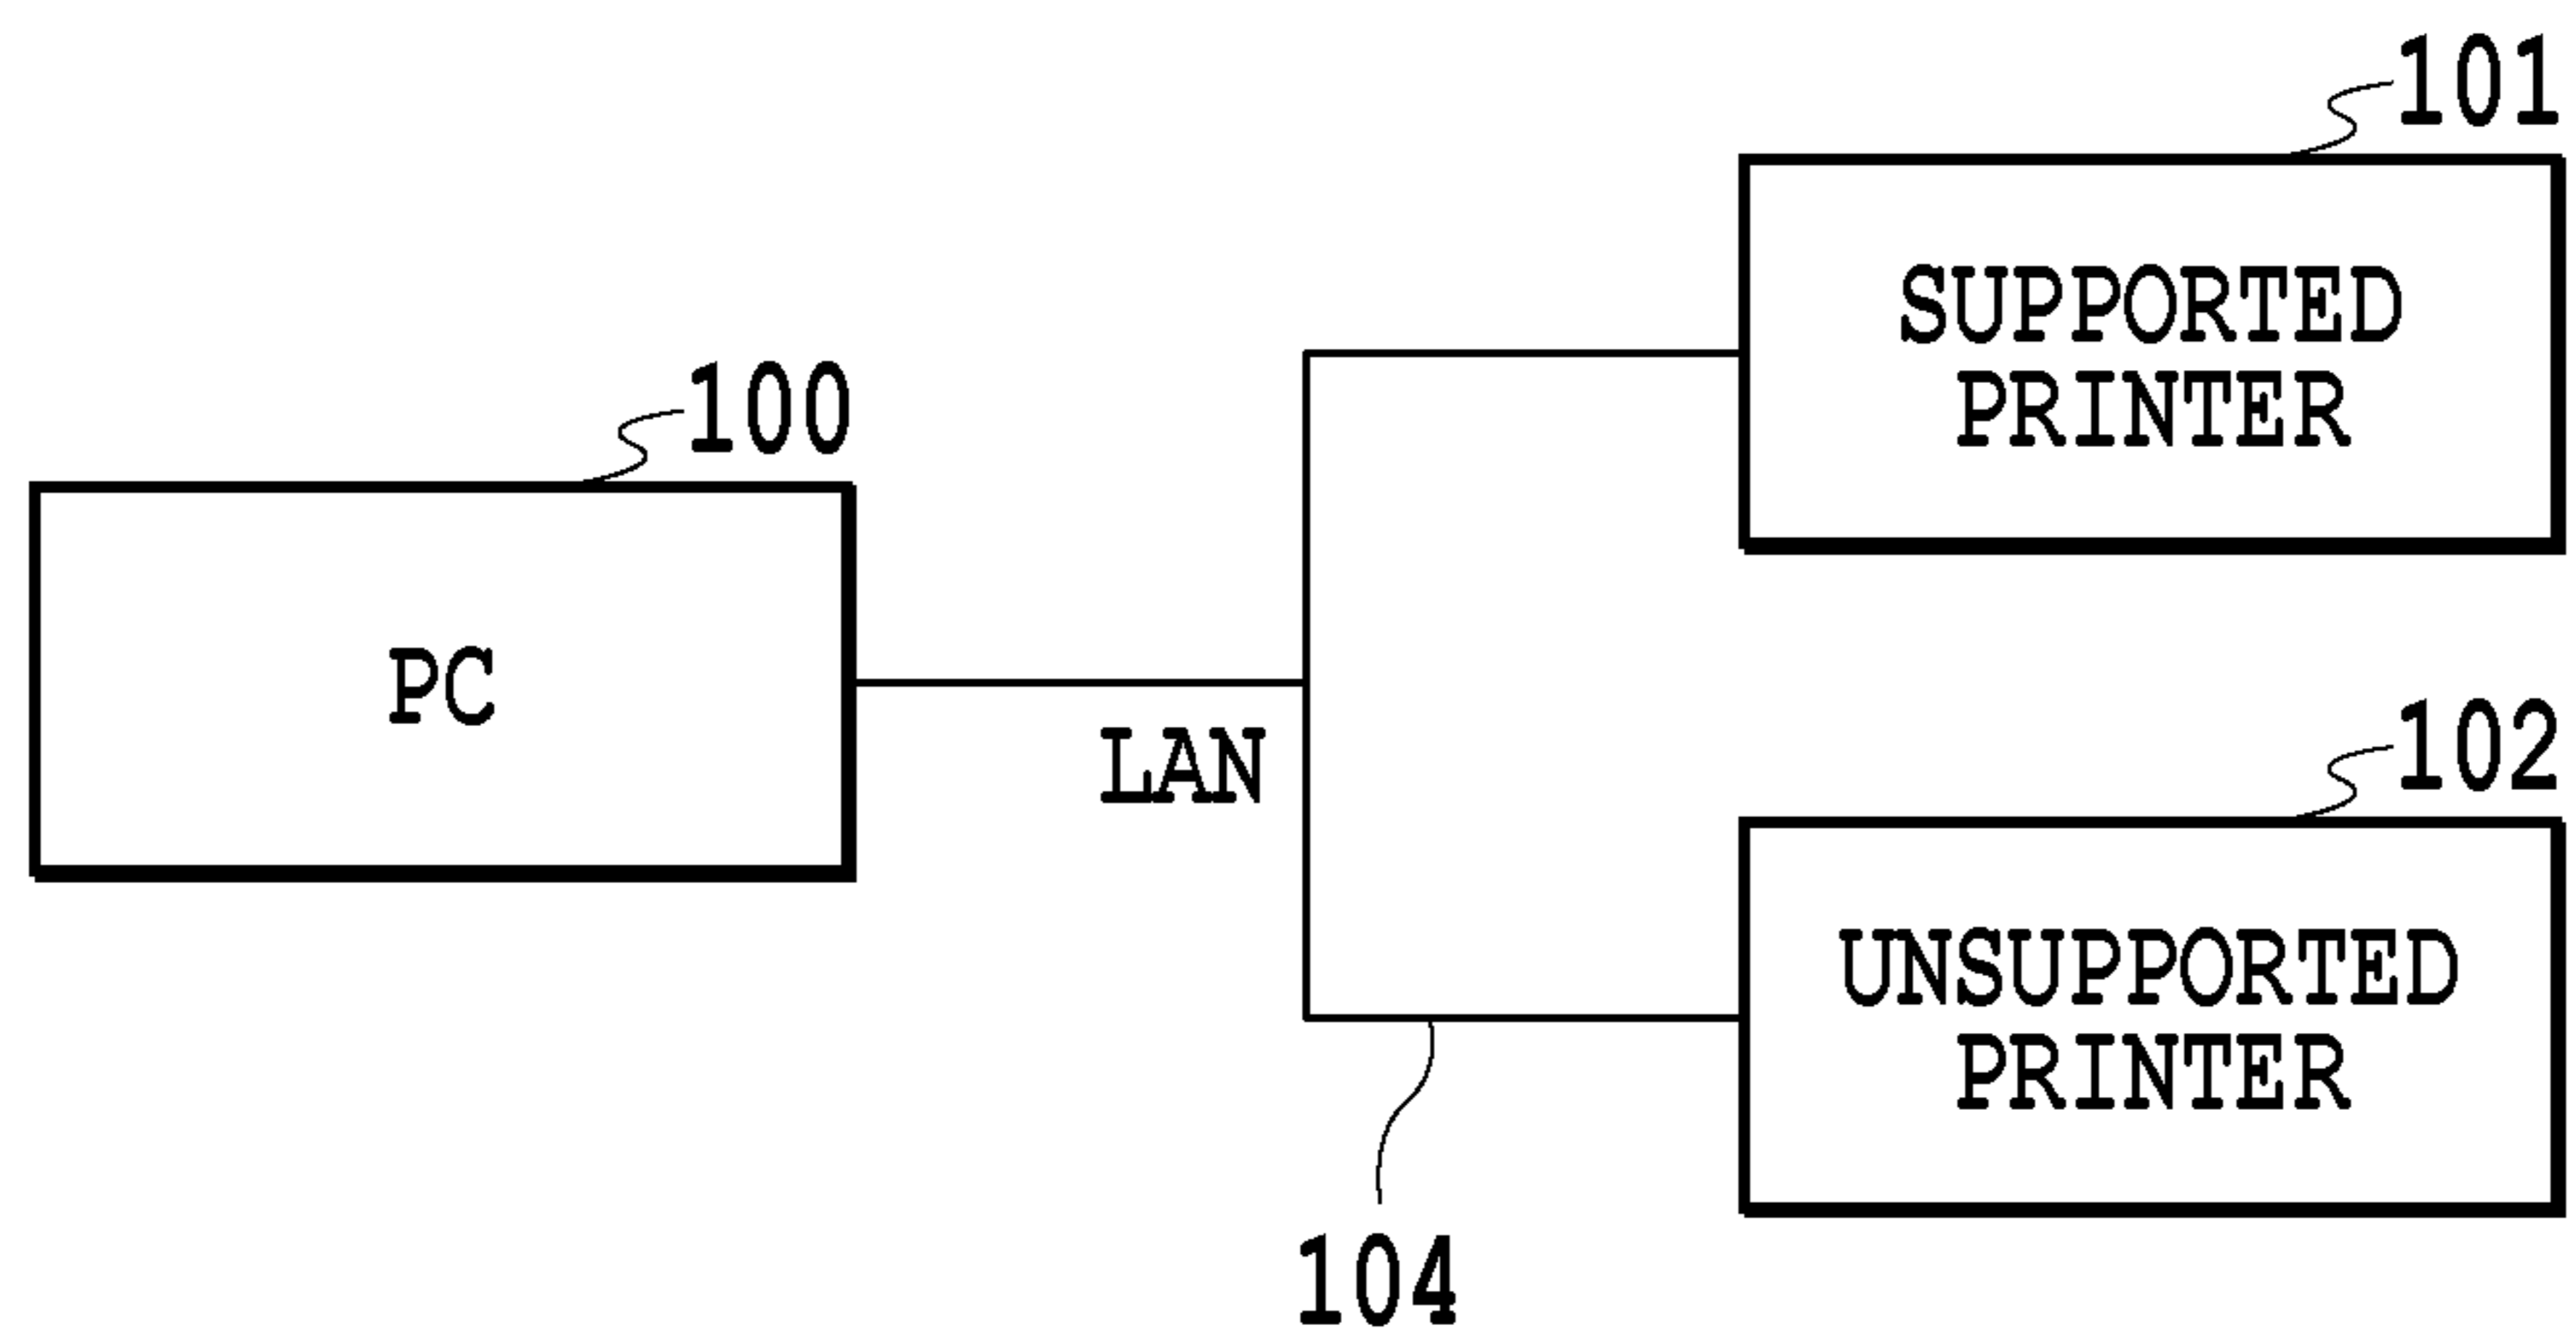 101
SUPPORTED
PRINTER
100
PC
LAN
102
UNSUPPORTED
PRINTER
104